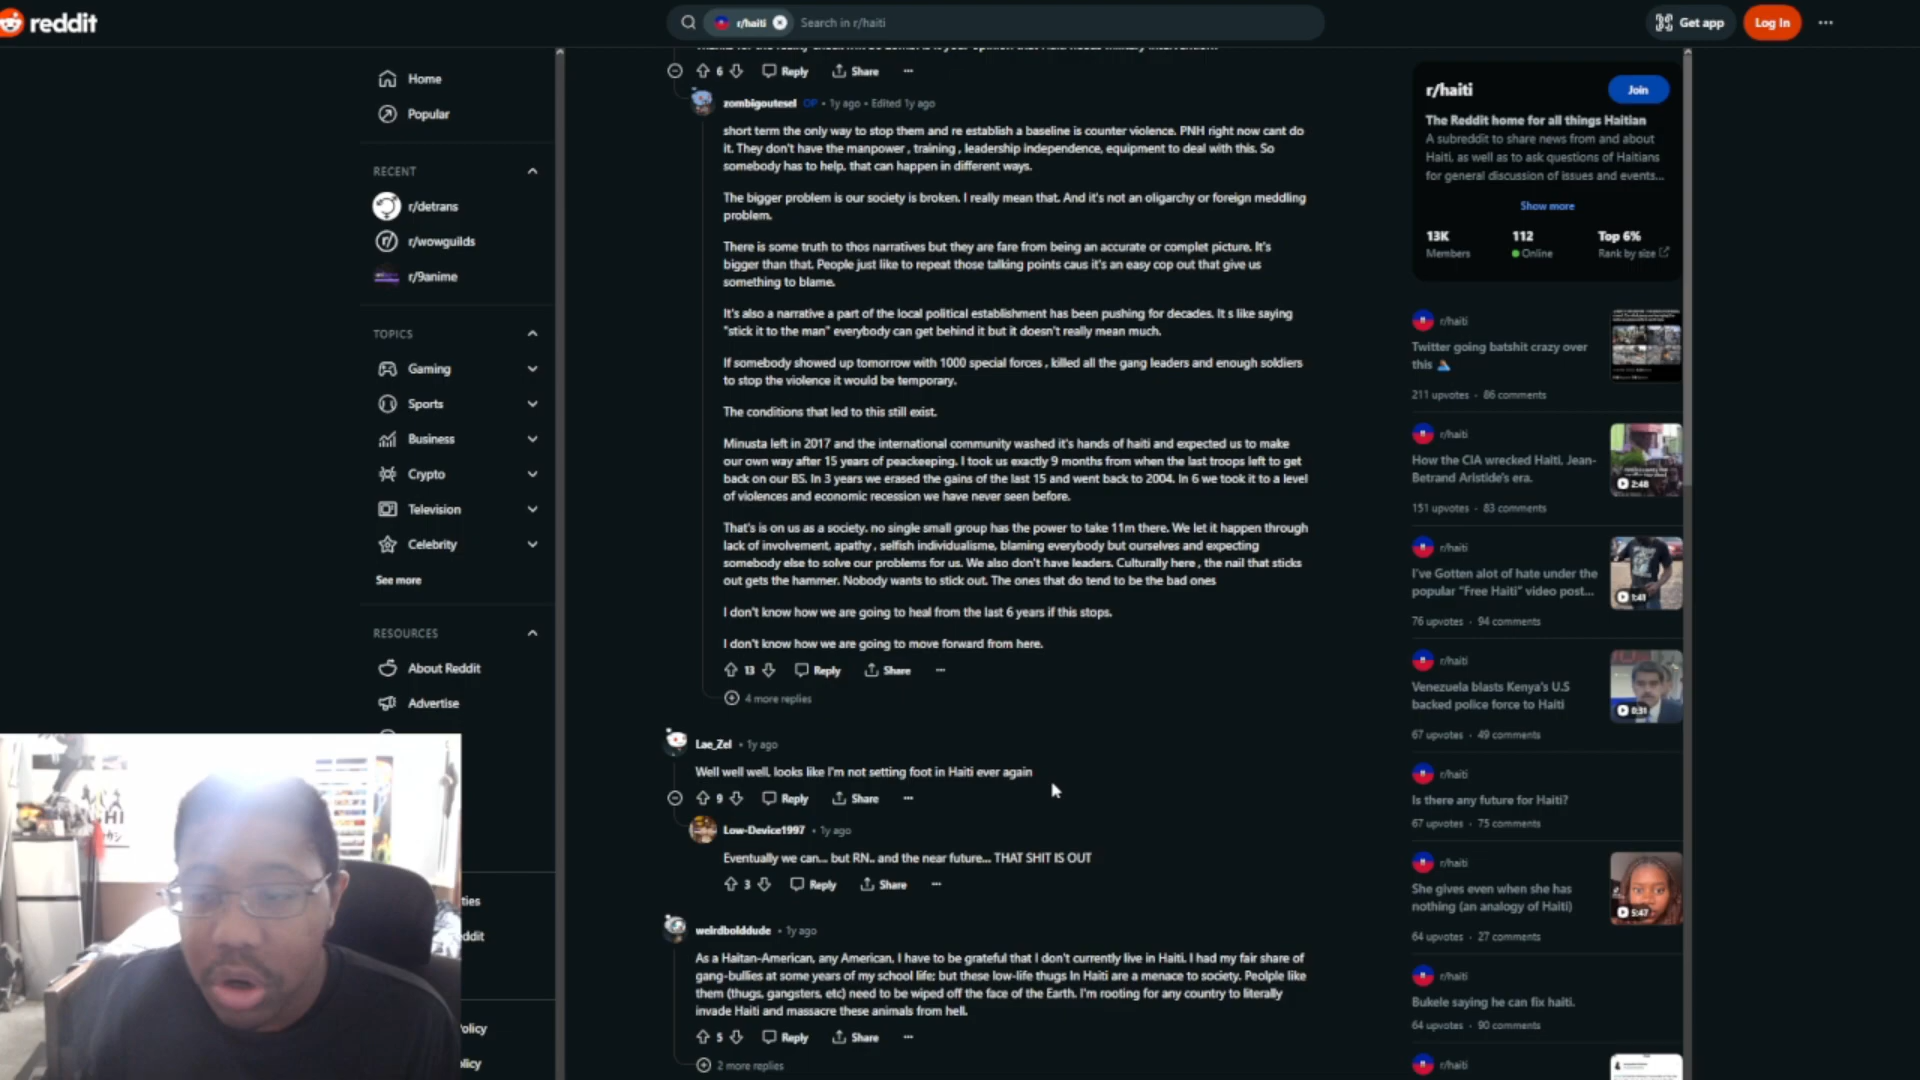 reddit
r/haiti
Search in r/haiti
Get app
Log In
Home
Popular
RECENT
r/detrans
r/wowguilds
r/9anime
TOPICS
Gaming
Sports
Business
Crypto
Television
Celebrity
See more
RESOURCES
About Reddit
Advertise
6
Reply
Share
zombigoutesel OP • 1y ago • Edited 1y ago
short term the only way to stop them and re establish a baseline is counter violence. PNH right now cant do
it. They don't have the manpower , training , leadership independence, equipment to deal with this. So
somebody has to help, that can happen in different ways.
The bigger problem is our society is broken. I really mean that. And it's not an oligarchy or foreign meddling
problem.
There is some truth to thos narratives but they are fare from being an accurate or complet picture. It's
bigger than that. People just like to repeat those talking points caus it's an easy cop out that give us
something to blame.
It's also a narrative a part of the local political establishment has been pushing for decades. It s like saying
"stick it to the man" everybody can get behind it but it doesn't really mean much.
If somebody showed up tomorrow with 1000 special forces , killed all the gang leaders and enough soldiers
to stop the violence it would be temporary.
The conditions that led to this still exist.
Minusta left in 2017 and the international community washed it's hands of haiti and expected us to make
our own way after 15 years of peackeeping. I took us exactly 9 months from when the last troops left to get
back on our BS. In 3 years we erased the gains of the last 15 and went back to 2004. In 6 we took it to a level
of violences and economic recession we have never seen before.
That's is on us as a society. no single small group has the power to take 11m there. We let it happen through
lack of involvement, apathy , selfish individualisme, blaming everybody but ourselves and expecting
somebody else to solve our problems for us. We also don't have leaders. Culturally here , the nail that sticks
out gets the hammer. Nobody wants to stick out. The ones that do tend to be the bad ones
I don't know how we are going to heal from the last 6 years if this stops.
I don't know how we are going to move forward from here.
13
Reply
Share
4 more replies
Lae_Zel • 1y ago
Well well well, looks like I'm not setting foot in Haiti ever again
9
Reply
Share
Low-Device1997 • 1y ago
Eventually we can... but RN.. and the near future... THAT SHIT IS OUT
3
Reply
Share
weirdbolddude • 1y ago
As a Haitan-American, any American, I have to be grateful that I don't currently live in Haiti. I had my fair share of
gang-bullies at some years of my school life; but these low-life thugs In Haiti are a menace to society. Peolple like
them (thugs, gangsters, etc) need to be wiped off the face of the Earth. I'm rooting for any country to literally
invade Haiti and massacre these animals from hell.
5
Reply
Share
2 more replies
r/haiti
Join
The Reddit home for all things Haitian
A subreddit to share news from and about
Haiti, as well as to ask questions of Haitians
for general discussion of issues and events...
Show more
13K
Members
112
Online
Top 6%
Rank by size
r/haiti
Twitter going batshit crazy over
this
211 upvotes • 86 comments
r/haiti
How the CIA wrecked Haiti, Jean-
Betrand Aristide's era.
2:48
151 upvotes • 83 comments
r/haiti
I've Gotten alot of hate under the
popular "Free Haiti" video post...
1:41
76 upvotes • 94 comments
r/haiti
Venezuela blasts Kenya's U.S
backed police force to Haiti
0:31
67 upvotes • 49 comments
r/haiti
Is there any future for Haiti?
67 upvotes • 75 comments
r/haiti
She gives even when she has
nothing (an analogy of Haiti)
5:47
64 upvotes • 27 comments
r/haiti
Bukele saying he can fix haiti.
64 upvotes • 90 comments
r/haiti